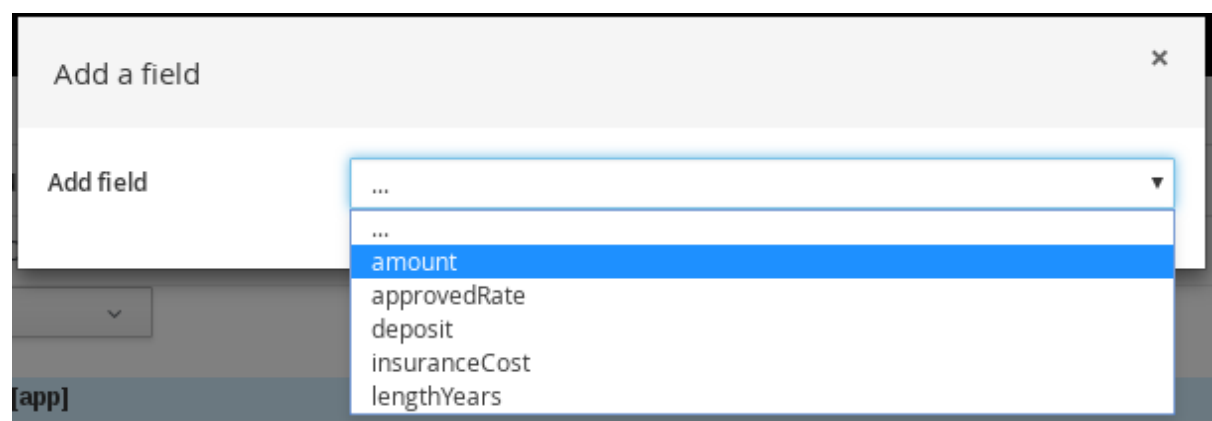 Add a field
×
Add field
...
...
amount
approvedRate
deposit
insuranceCost
lengthYears
[app]